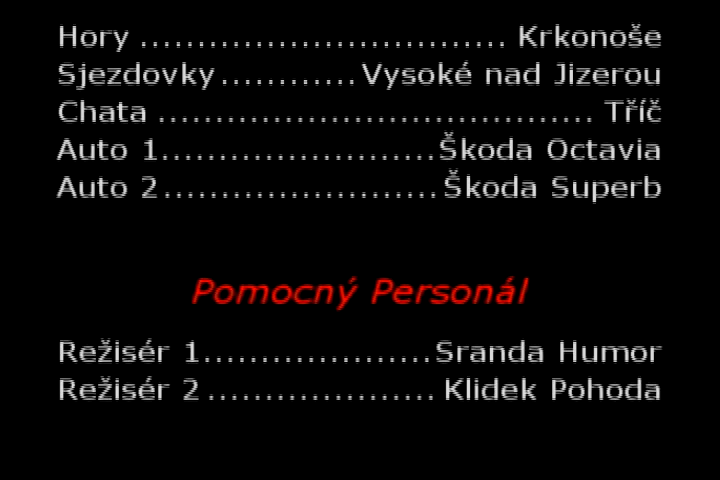 Hory ................................ Krkonoše
Sjezdovky ............ Vysoké nad Jizerou
Chata ...................................... Tříč
Auto 1........................Škoda Octavia
Auto 2........................Škoda Superb
Pomocný Personál
Režisér 1....................Sranda Humor
Režisér 2 .................... Klidek Pohoda